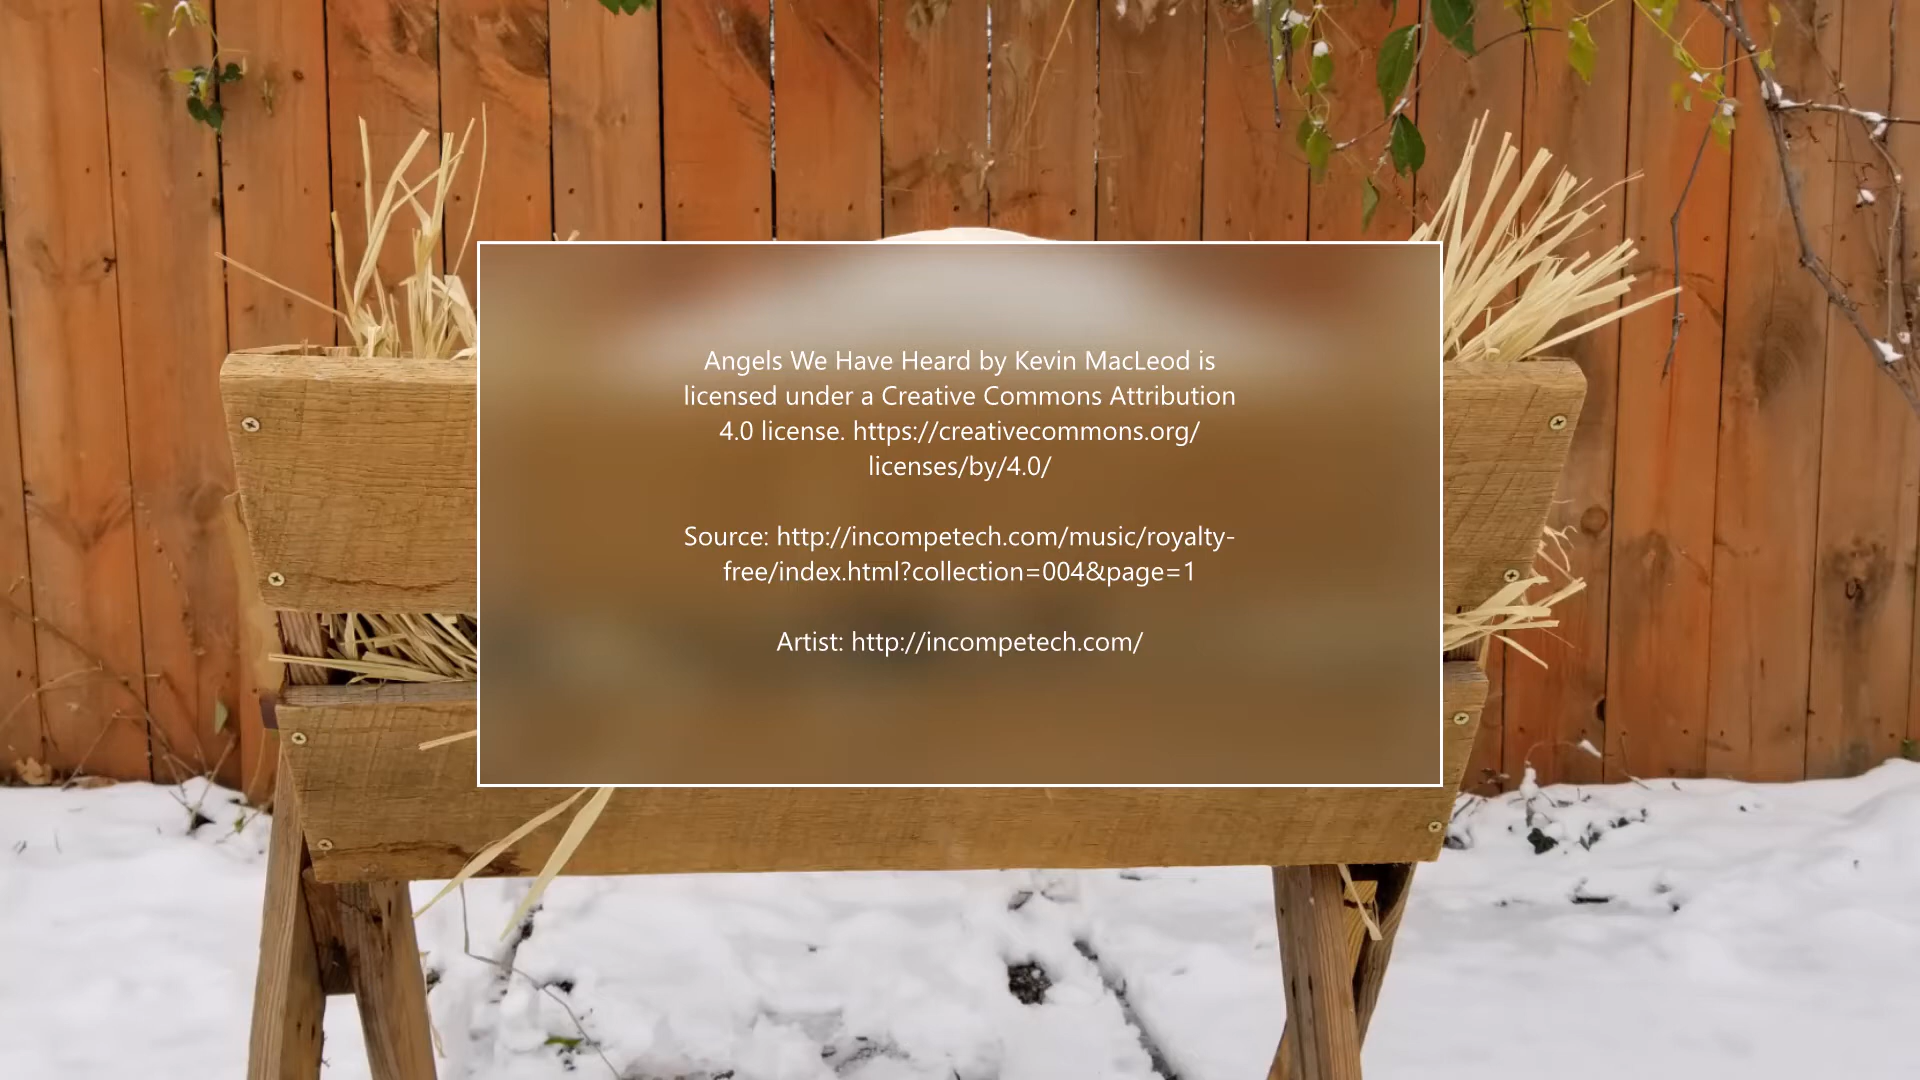 Angels We Have Heard by Kevin MacLeod is
licensed under a Creative Commons Attribution
4.0 license. https://creativecommons.org/
licenses/by/4.0/
Source: http://incompetech.com/music/royalty-
free/index.html?collection=004&page=1
Artist: http://incompetech.com/